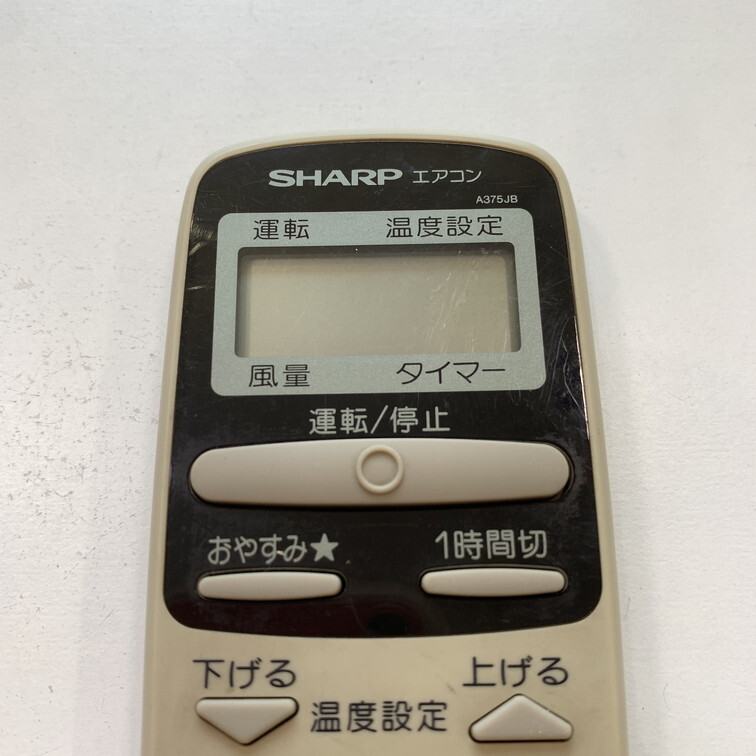 SHARP エアコン
A375JB
運転 温度設定
風量 タイマー
運転/停止
おやすみ★ 1時間切
下げる 上げる
温度設定